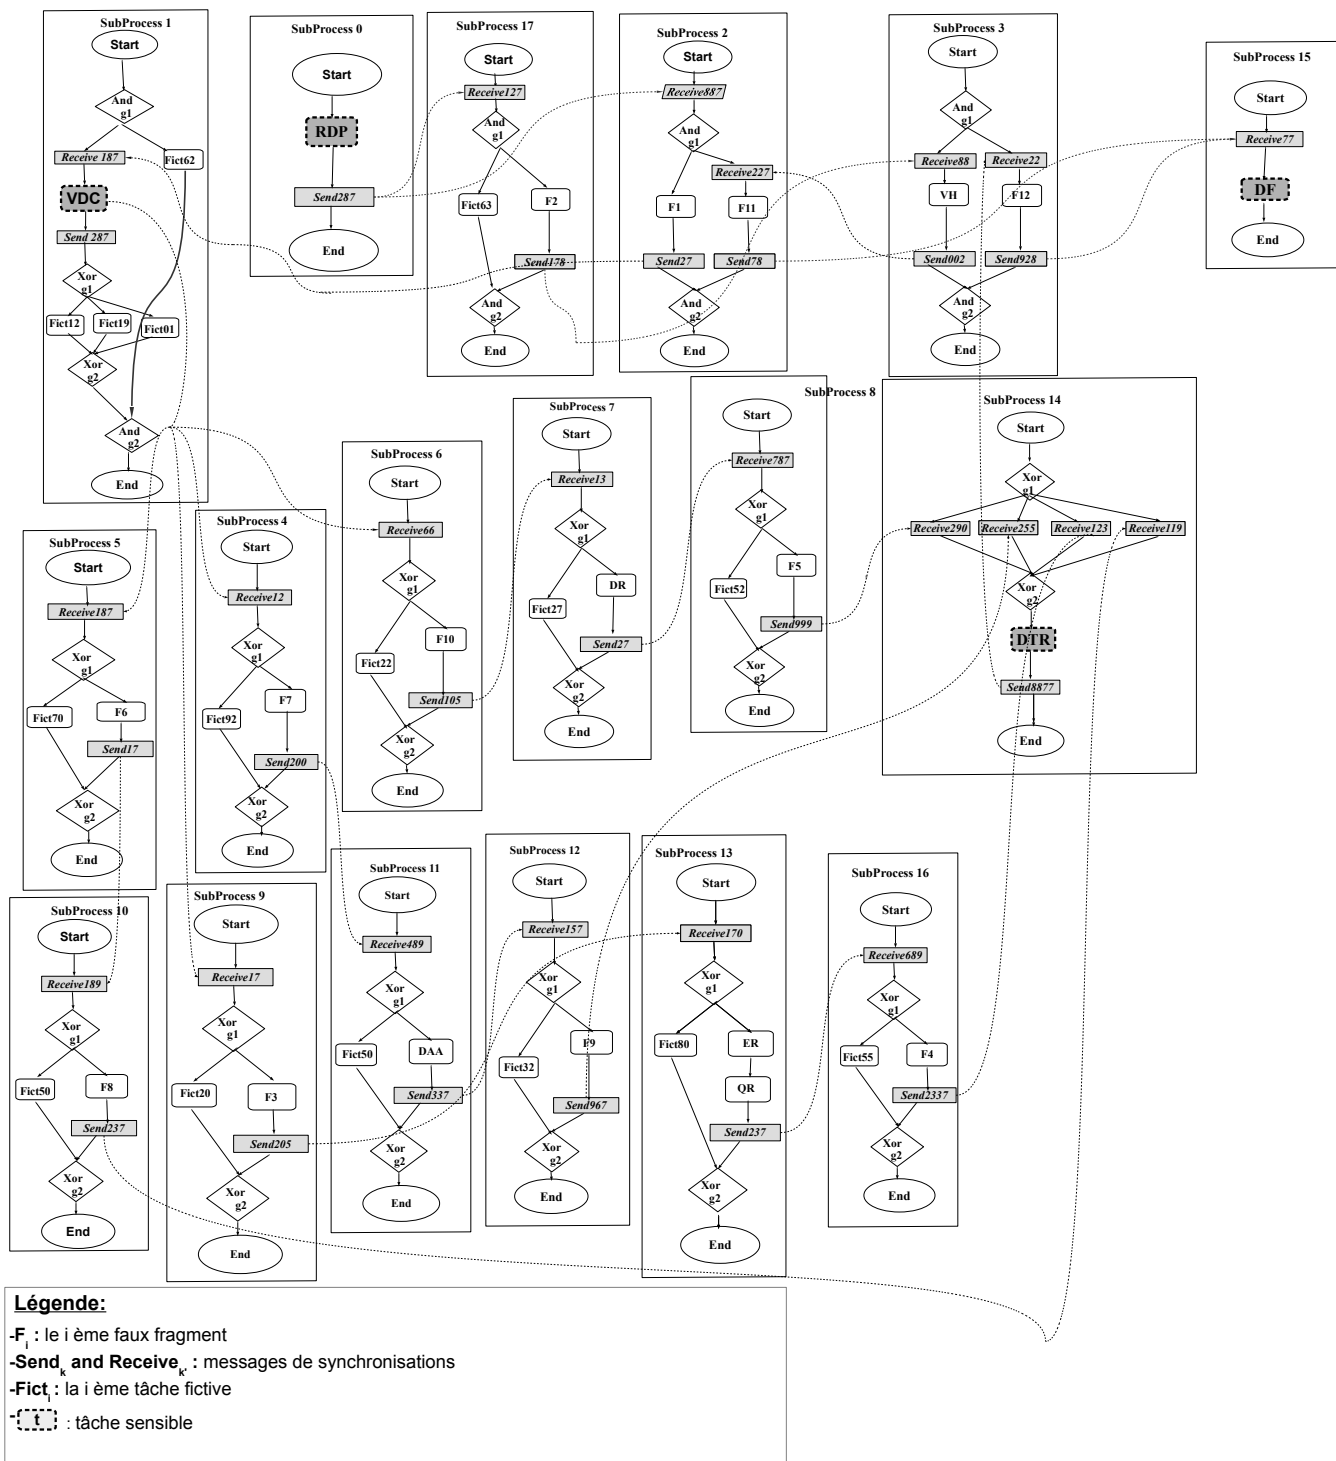 SubProcess 1
Start
And
g1
Receive 187
Fict62
VDC
Send 287
Xor
g1
Fict12
Fict19
Fict01
Xor
g2
And
g2
End
SubProcess 0
Start
RDP
Send287
End
SubProcess 17
Start
Receive127
And
g1
Fict63
F2
Send178
And
g2
End
SubProcess 2
Start
Receive887
And
g1
Receive227
F1
F11
Send27
Send78
And
g2
End
SubProcess 3
Start
And
g1
Receive88
Receive22
VH
F12
Send002
Send928
And
g2
End
SubProcess 15
Start
Receive77
DF
End
SubProcess 5
Start
Receive187
Xor
g1
Fict70
F6
Send17
Xor
g2
End
SubProcess 4
Start
Receive12
Xor
g1
Fict92
F7
Send200
Xor
g2
End
SubProcess 6
Start
Receive66
Xor
g1
Fict22
F10
Send105
Xor
g2
End
SubProcess 7
Start
Receive13
Xor
g1
Fict27
DR
Send27
Xor
g2
End
SubProcess 8
Start
Receive787
Xor
g1
Fict52
F5
Send999
Xor
g2
End
SubProcess 14
Start
Xor
g1
Receive290
Receive255
Receive123
Receive119
Xor
g2
DTR
Send8877
End
SubProcess 10
Start
Receive189
Xor
g1
Fict50
F8
Send237
Xor
g2
End
SubProcess 9
Start
Receive17
Xor
g1
Fict20
F3
Send205
Xor
g2
End
SubProcess 11
Start
Receive489
Xor
g1
Fict50
DAA
Send337
Xor
g2
End
SubProcess 12
Start
Receive157
Xor
g1
Fict32
F9
Send967
Xor
g2
End
SubProcess 13
Start
Receive170
Xor
g1
Fict80
ER
QR
Send237
Xor
g2
End
SubProcess 16
Start
Receive689
Xor
g1
Fict55
F4
Send2337
Xor
g2
End
Légende:
-Fi : le i ème faux fragment
-Sendk and Receivek' : messages de synchronisations
-Ficti : la i ème tâche fictive
- t : tâche sensible